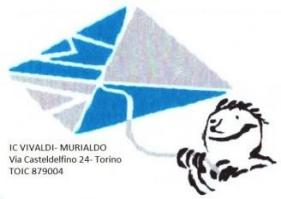 IC VIVALDI- MURIALDO
Via Casteldelfino 24- Torino
TOIC 879004